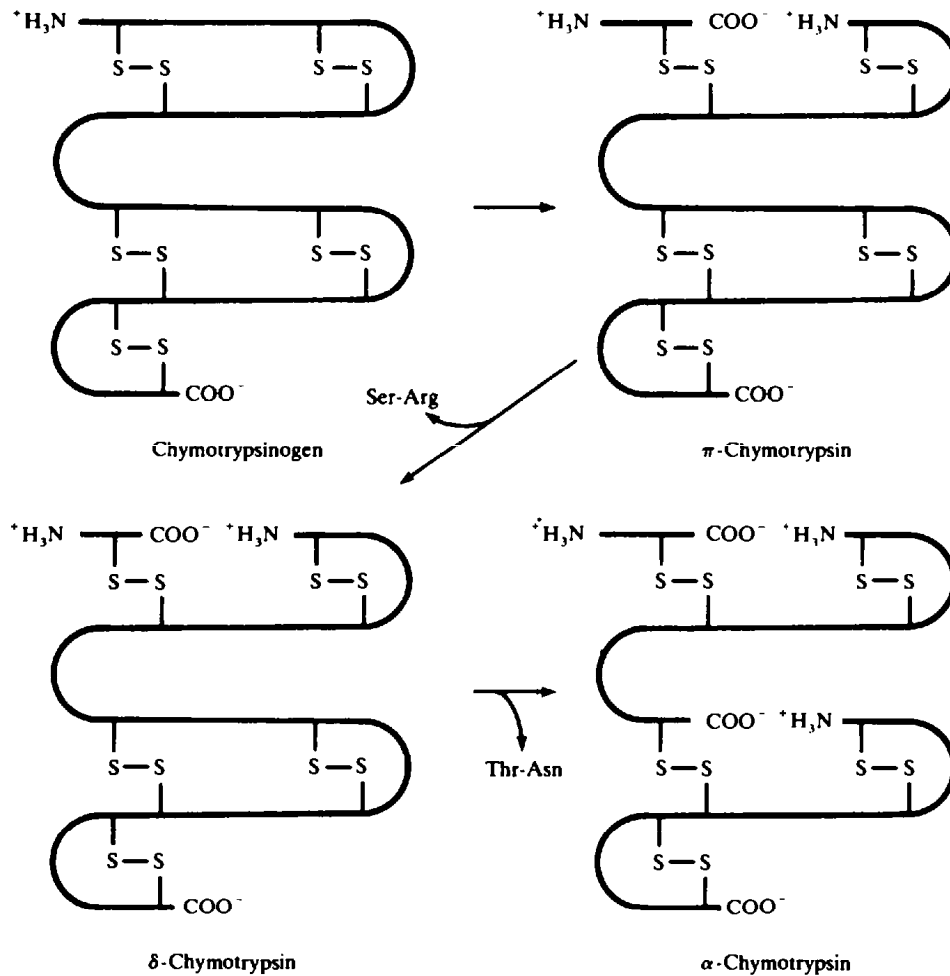 ⁺H₃N COO⁻ ⁺H₃N
S—S S—S S—S S—S
S—S S—S S—S S—S
S—S S—S
COO⁻ COO⁻
Ser-Arg
Chymotrypsinogen π-Chymotrypsin
⁺H₃N COO⁻ ⁺H₃N ⁺H₃N COO⁻ ⁺H₃N
S—S S—S S—S S—S
COO⁻ ⁺H₃N
Thr-Asn
S—S S—S S—S S—S
S—S S—S
COO⁻ COO⁻
δ-Chymotrypsin α-Chymotrypsin